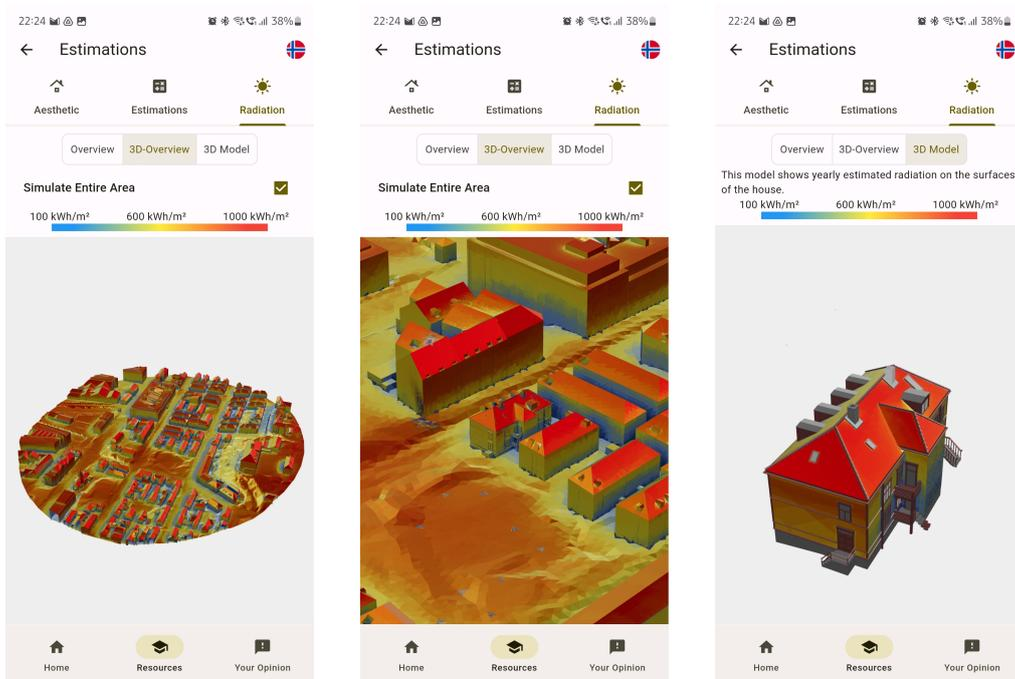 22:24 38%
Estimations
Aesthetic Estimations Radiation
Overview 3D-Overview 3D Model
Simulate Entire Area
100 kWh/m² 600 kWh/m² 1000 kWh/m²
Home Resources Your Opinion
22:24 38%
Estimations
Aesthetic Estimations Radiation
Overview 3D-Overview 3D Model
Simulate Entire Area
100 kWh/m² 600 kWh/m² 1000 kWh/m²
Home Resources Your Opinion
22:24 38%
Estimations
Aesthetic Estimations Radiation
Overview 3D-Overview 3D Model
This model shows yearly estimated radiation on the surfaces
of the house.
100 kWh/m² 600 kWh/m² 1000 kWh/m²
Home Resources Your Opinion